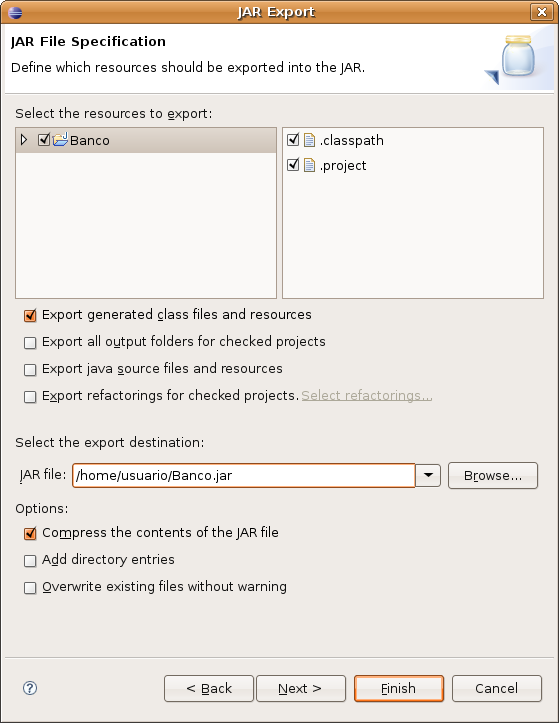 JAR Export
JAR File Specification
Define which resources should be exported into the JAR.
Select the resources to export:
Banco
.classpath
.project
Export generated class files and resources
Export all output folders for checked projects
Export java source files and resources
Export refactorings for checked projects. Select refactorings...
Select the export destination:
JAR file: /home/usuario/Banco.jar Browse...
Options:
Compress the contents of the JAR file
Add directory entries
Overwrite existing files without warning
? < Back Next > Finish Cancel